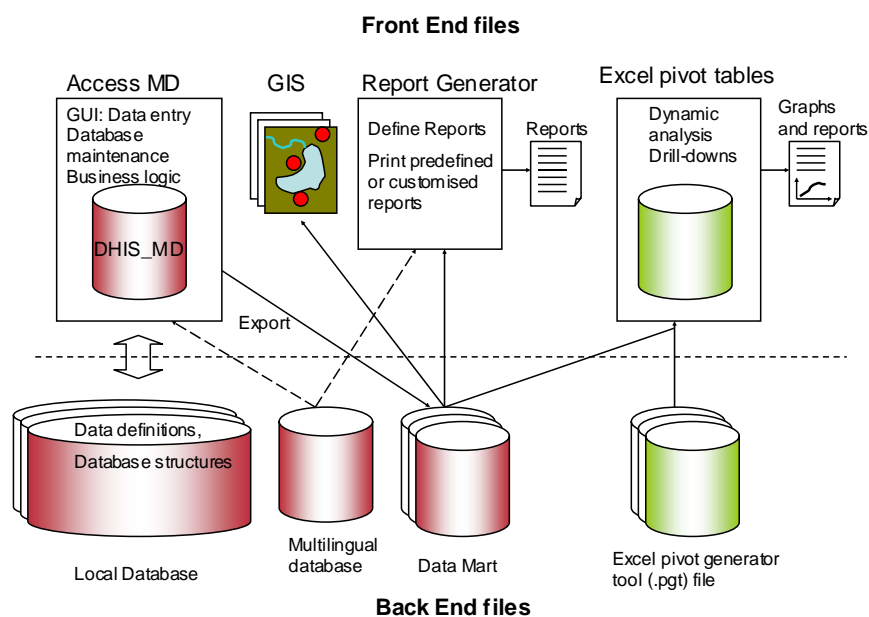 Front End files
Access MD
GUI: Data entry
Database
maintenance
Business logic
DHIS_MD
GIS
Report Generator
Define Reports
Print predefined
or customised
reports
Reports
Excel pivot tables
Dynamic
analysis
Drill-downs
Graphs
and reports
Export
Data definitions,
Database structures
Local Database
Multilingual
database
Data Mart
Excel pivot generator
tool (.pgt) file
Back End files